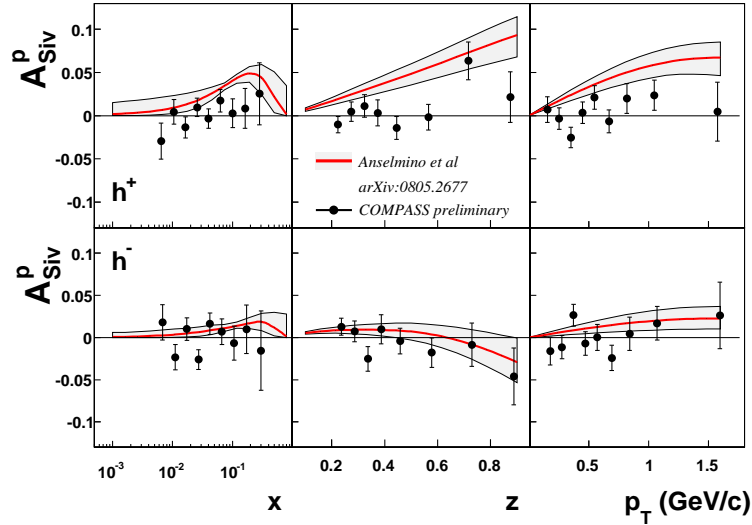 A^p_Siv
0.1
0.05
0
-0.05
-0.1
h^+
Anselmino et al
arXiv:0805.2677
COMPASS preliminary
A^p_Siv
0.1
0.05
0
-0.05
-0.1
h^-
10^-3 10^-2 10^-1 0.2 0.4 0.6 0.8 0.5 1 1.5
x z p_T (GeV/c)